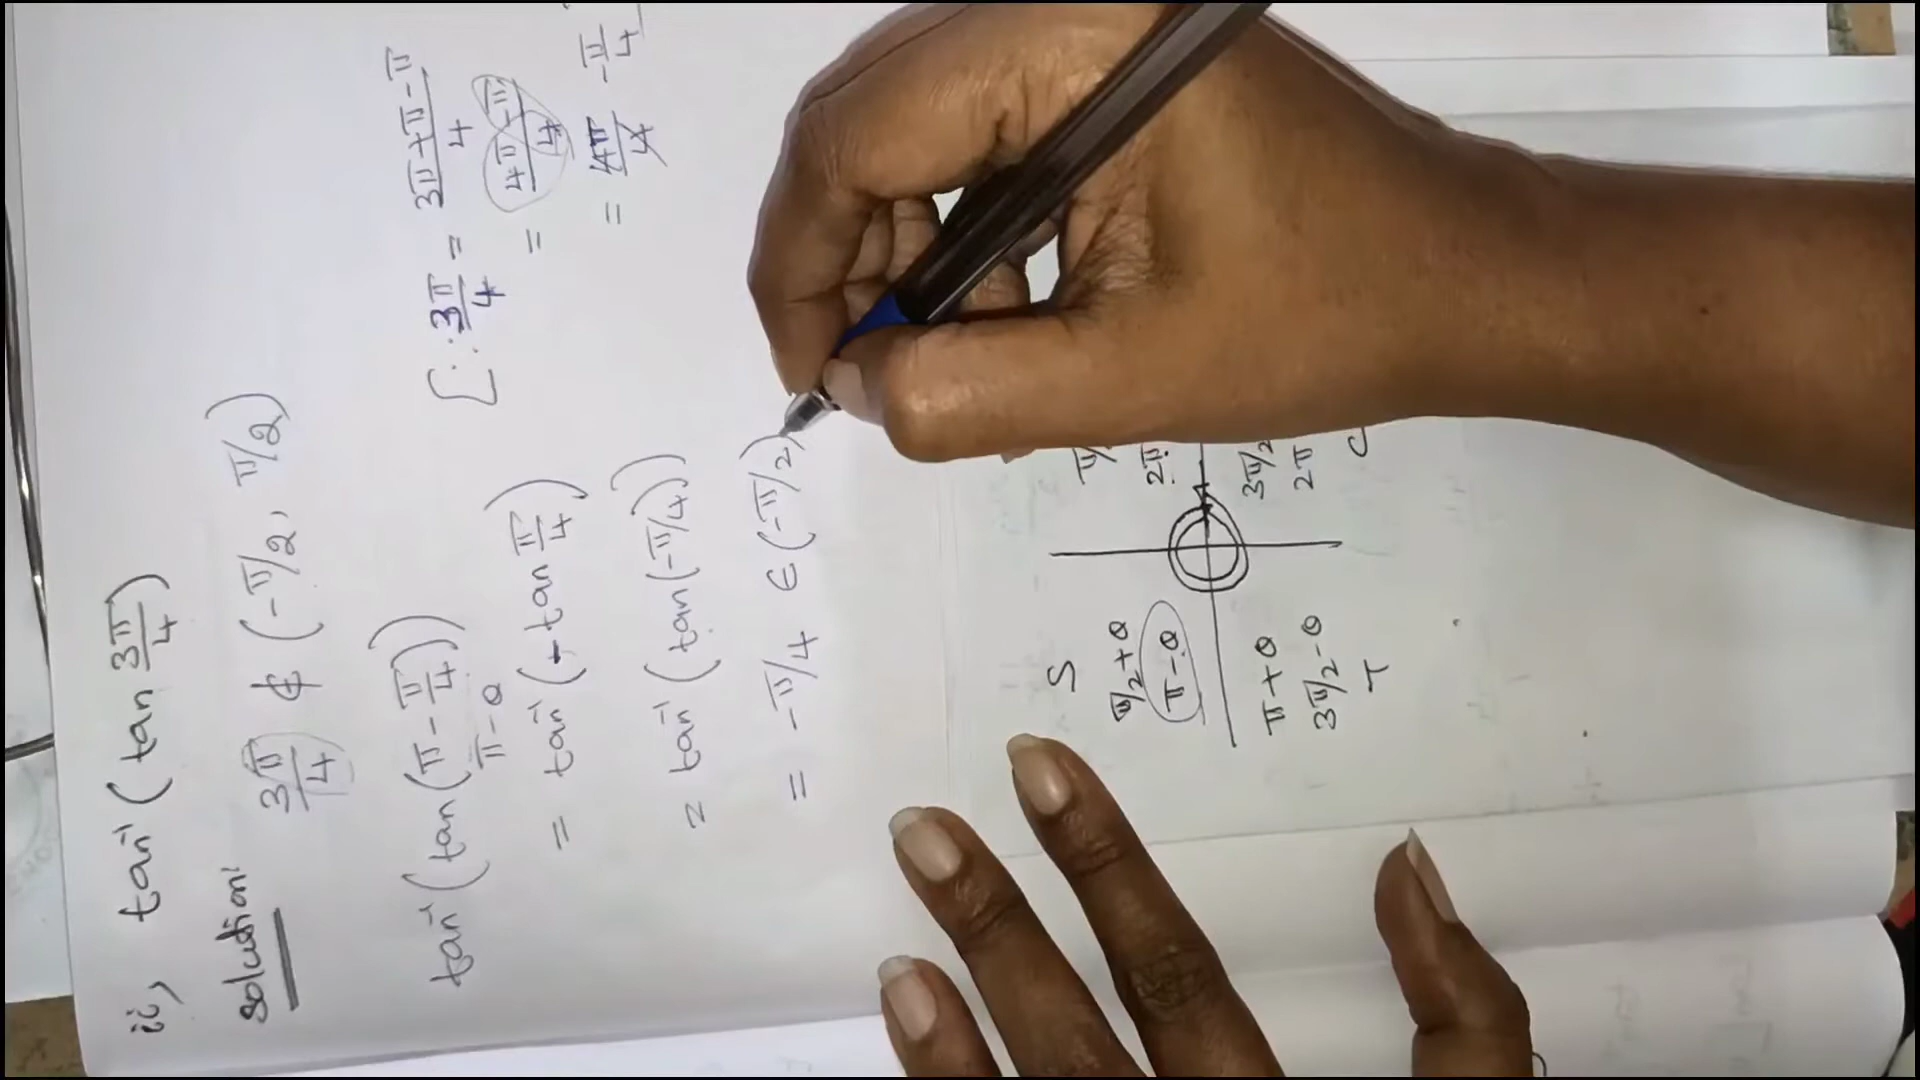 ii, tan⁻¹(tan 3π/4)
solution:
3π/4 ∉ (-π/2, π/2)
tan⁻¹(tan(π - π/4))
π - θ
[∵ 3π/4 = 3π+π-π/4
= 4π-π/4
= 4π/4 - π/4
= tan⁻¹(-tan π/4)
= tan⁻¹(tan(-π/4))
= -π/4 ∈ (-π/2)
S
π/2+θ
π-θ
2π
π+θ
3π/2
3π/2-θ
2π
T
C